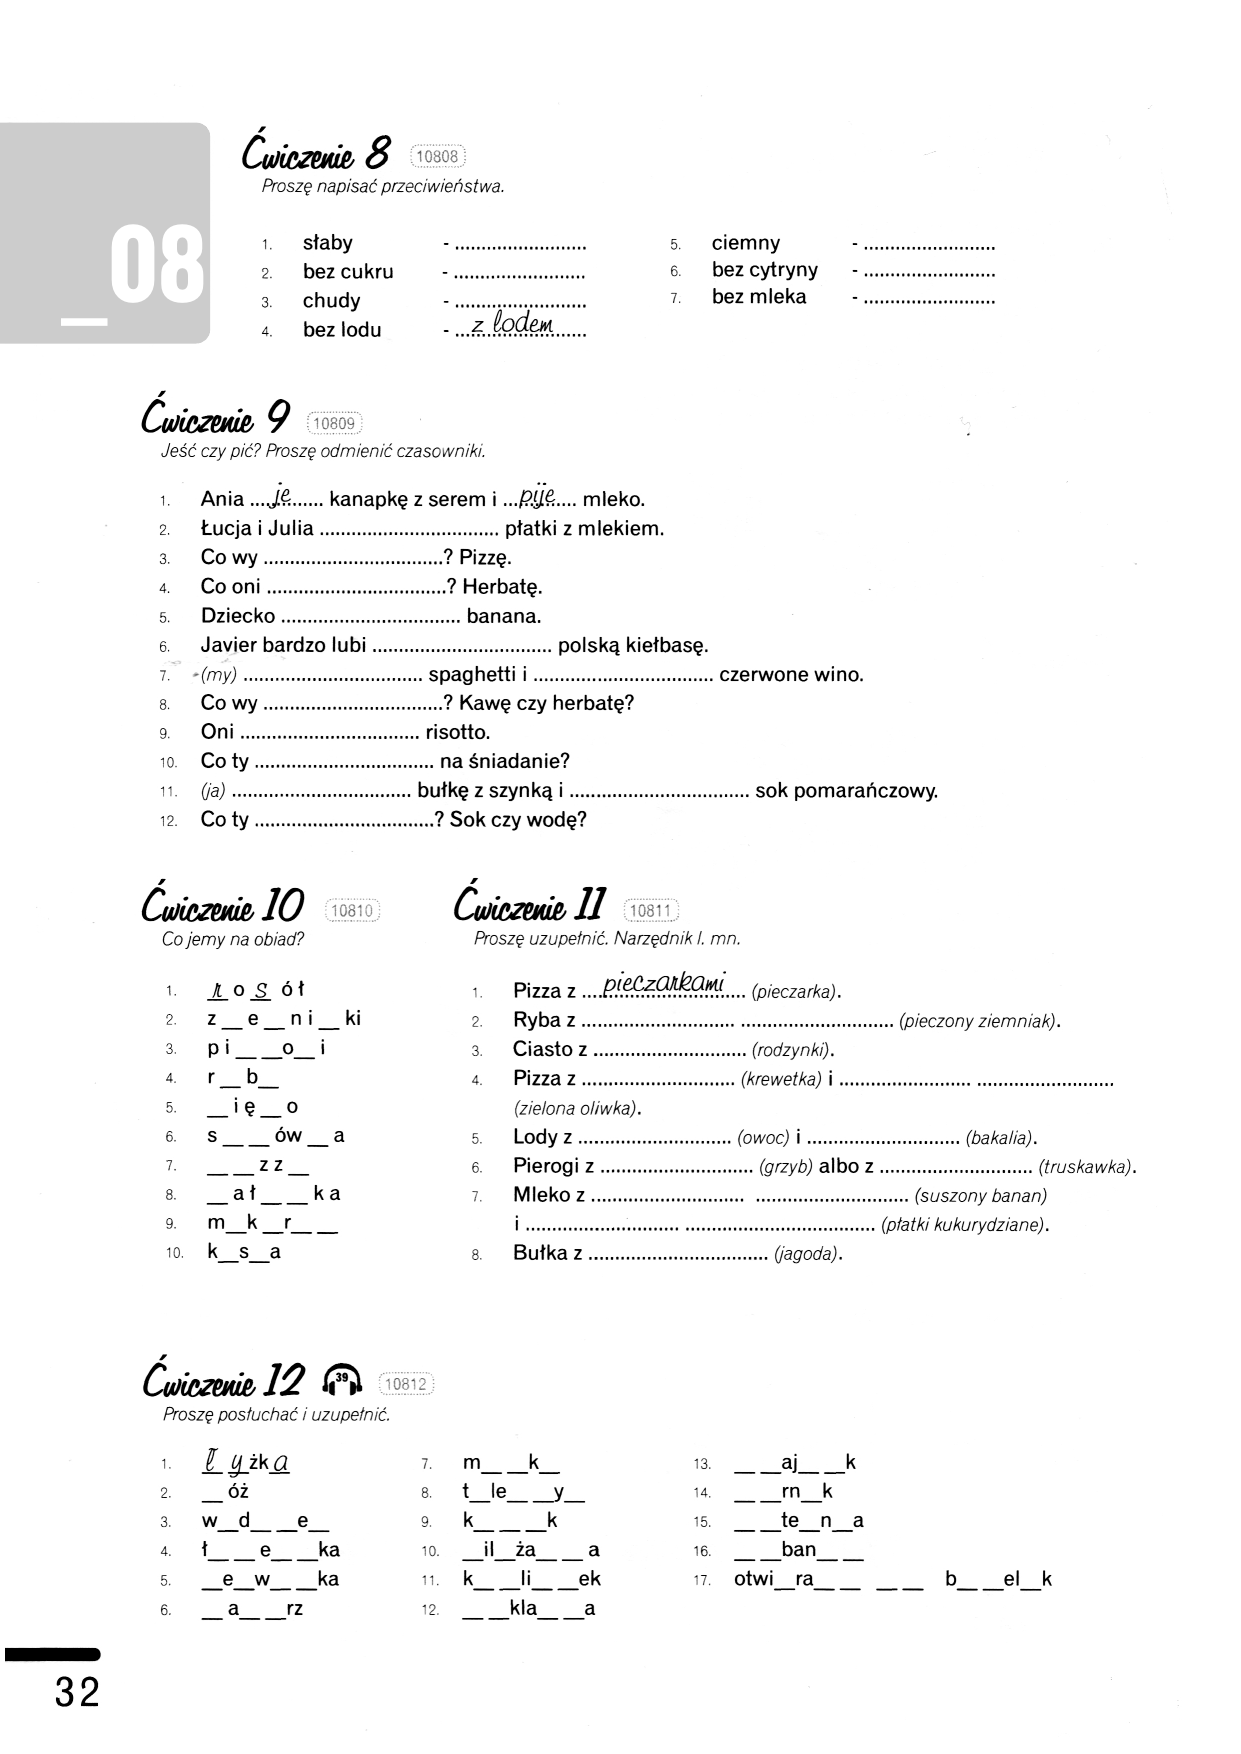 08
Ćwiczenie 8 10808
Proszę napisać przeciwieństwa.
1. słaby - ........................
2. bez cukru - ........................
3. chudy - ........................
4. bez lodu - ...z lodem......
5. ciemny - ........................
6. bez cytryny - ........................
7. bez mleka - ........................
Ćwiczenie 9 10809
Jeść czy pić? Proszę odmienić czasowniki.
1. Ania ....je....... kanapkę z serem i ...pije.... mleko.
2. Łucja i Julia .................................. płatki z mlekiem.
3. Co wy ..................................? Pizzę.
4. Co oni ..................................? Herbatę.
5. Dziecko .................................. banana.
6. Javier bardzo lubi .................................. polską kiełbasę.
7. (my) .................................. spaghetti i .................................. czerwone wino.
8. Co wy ..................................? Kawę czy herbatę?
9. Oni .................................. risotto.
10. Co ty .................................. na śniadanie?
11. (ja) .................................. bułkę z szynką i .................................. sok pomarańczowy.
12. Co ty ..................................? Sok czy wodę?
Ćwiczenie 10 10810
Co jemy na obiad?
1. r o s ó ł
2. z __ e __ n i __ ki
3. p i __ __ o __ i
4. r __ b __
5. __ i ę __ o
6. s __ __ ów __ a
7. __ __ z z __
8. __ a ł __ __ k a
9. m __ k __ r __ __
10. k __ s __ a
Ćwiczenie 11 10811
Proszę uzupełnić. Narzędnik l. mn.
1. Pizza z ....pieczarkami.... (pieczarka).
2. Ryba z ............................. ............................. (pieczony ziemniak).
3. Ciasto z ............................. (rodzynki).
4. Pizza z ............................. (krewetka) i ......................... ..........................
(zielona oliwka).
5. Lody z ............................. (owoc) i ............................. (bakalia).
6. Pierogi z ............................. (grzyb) albo z ............................. (truskawka).
7. Mleko z ............................. ............................. (suszony banan)
i ............................. .................................... (płatki kukurydziane).
8. Bułka z .................................. (jagoda).
Ćwiczenie 12 39 10812
Proszę posłuchać i uzupełnić.
1. ł y żk a
2. __ óż
3. w __ d __ __ e __
4. ł __ __ e __ __ ka
5. __ e __ w __ __ ka
6. __ a __ __ rz
7. m __ __ k __
8. t __ le __ __ y __
9. k __ __ __ k
10. __ il __ ża __ __ a
11. k __ __ li __ __ ek
12. __ __ kla __ __ a
13. __ __ aj __ __ k
14. __ __ rn __ k
15. __ __ te __ n __ a
16. __ __ ban __ __
17. otwi __ ra __ __ __ __ b __ __ el __ k
32